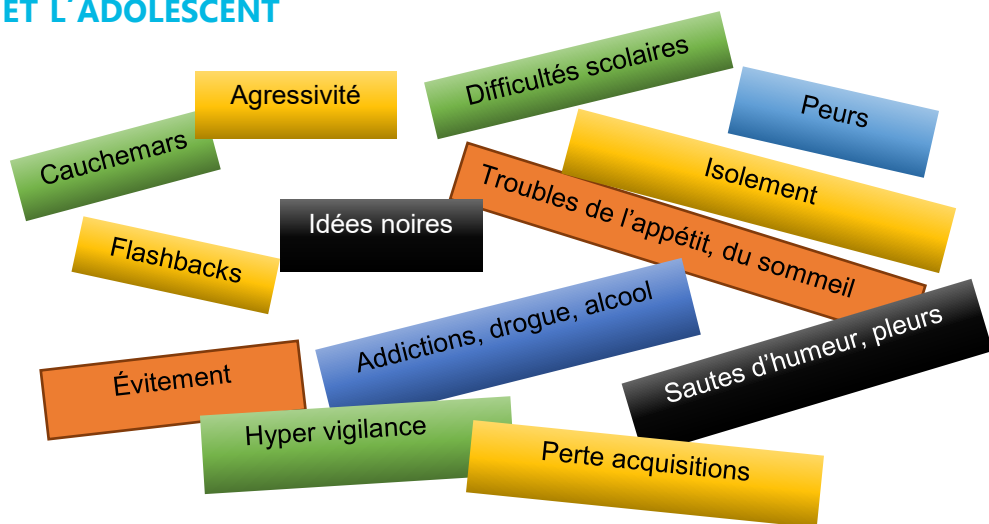 ET L'ADOLESCENT
Difficultés scolaires
Agressivité
Peurs
Cauchemars
Isolement
Troubles de l'appétit, du sommeil
Idées noires
Flashbacks
Addictions, drogue, alcool
Sautes d'humeur, pleurs
Évitement
Hyper vigilance
Perte acquisitions